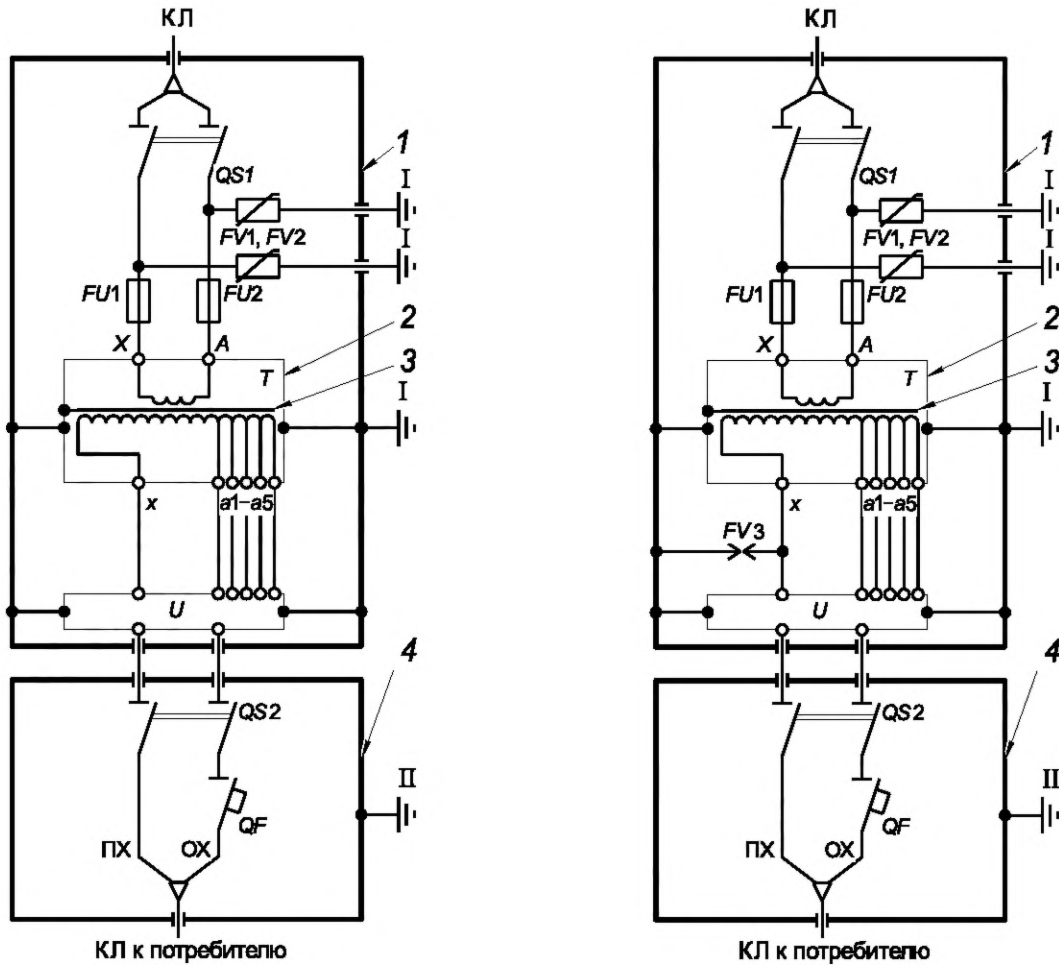 КЛ
1
QS1
I
FV1, FV2
I
FU1
FU2
2
X
A
T
3
I
x
a1–a5
U
4
QS2
II
QF
ПХ
ОХ
КЛ к потребителю
КЛ
1
QS1
I
FV1, FV2
I
FU1
FU2
2
X
A
T
3
I
x
a1–a5
FV3
U
4
QS2
II
QF
ПХ
ОХ
КЛ к потребителю